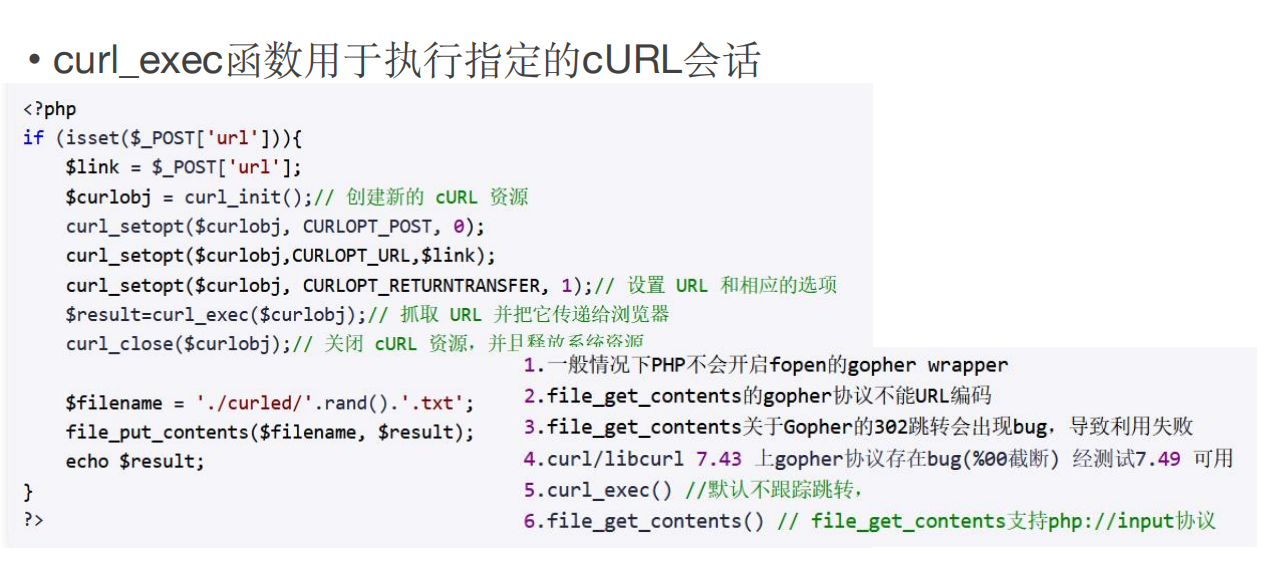 • curl_exec函数用于执行指定的cURL会话
<?php
if (isset($_POST['url'])){
    $link = $_POST['url'];
    $curlobj = curl_init();// 创建新的 cURL 资源
    curl_setopt($curlobj, CURLOPT_POST, 0);
    curl_setopt($curlobj,CURLOPT_URL,$link);
    curl_setopt($curlobj, CURLOPT_RETURNTRANSFER, 1);// 设置 URL 和相应的选项
    $result=curl_exec($curlobj);// 抓取 URL 并把它传递给浏览器
    curl_close($curlobj);// 关闭 cURL 资源，并且释放系统资源
    $filename = './curled/'.rand().'.txt';
    file_put_contents($filename, $result);
    echo $result;
}
?>
1.一般情况下PHP不会开启fopen的gopher wrapper
2.file_get_contents的gopher协议不能URL编码
3.file_get_contents关于Gopher的302跳转会出现bug，导致利用失败
4.curl/libcurl 7.43 上gopher协议存在bug(%00截断) 经测试7.49 可用
5.curl_exec() //默认不跟踪跳转，
6.file_get_contents() // file_get_contents支持php://input协议